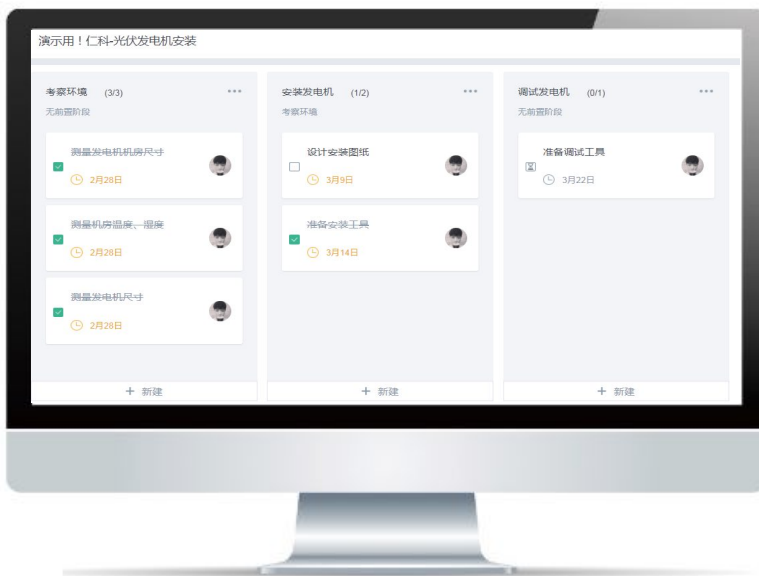 演示用！仁科-光伏发电机安装
考察环境 (3/3)
无前置阶段
测量发电机机房尺寸
2月28日
测量机房温度、湿度
2月28日
测量发电机尺寸
2月28日
+ 新建
安装发电机 (1/2)
考察环境
设计安装图纸
3月9日
准备安装工具
3月14日
+ 新建
调试发电机 (0/1)
无前置阶段
准备调试工具
3月22日
+ 新建